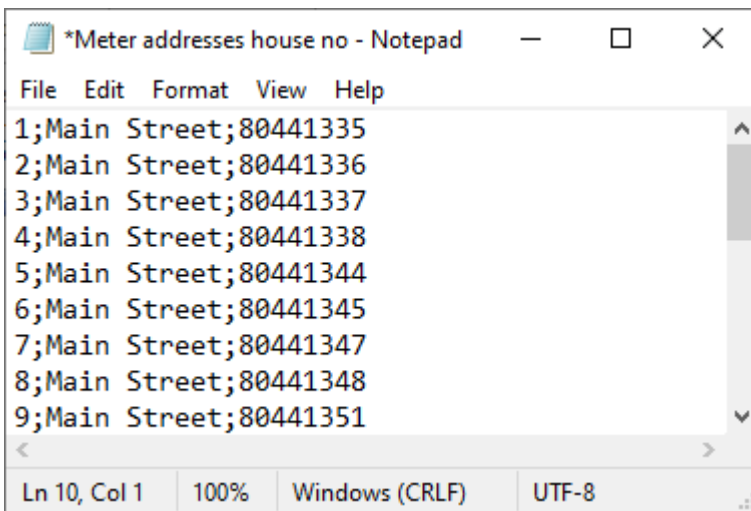 *Meter addresses house no - Notepad
File Edit Format View Help
1;Main Street;80441335
2;Main Street;80441336
3;Main Street;80441337
4;Main Street;80441338
5;Main Street;80441344
6;Main Street;80441345
7;Main Street;80441347
8;Main Street;80441348
9;Main Street;80441351
Ln 10, Col 1 100% Windows (CRLF) UTF-8